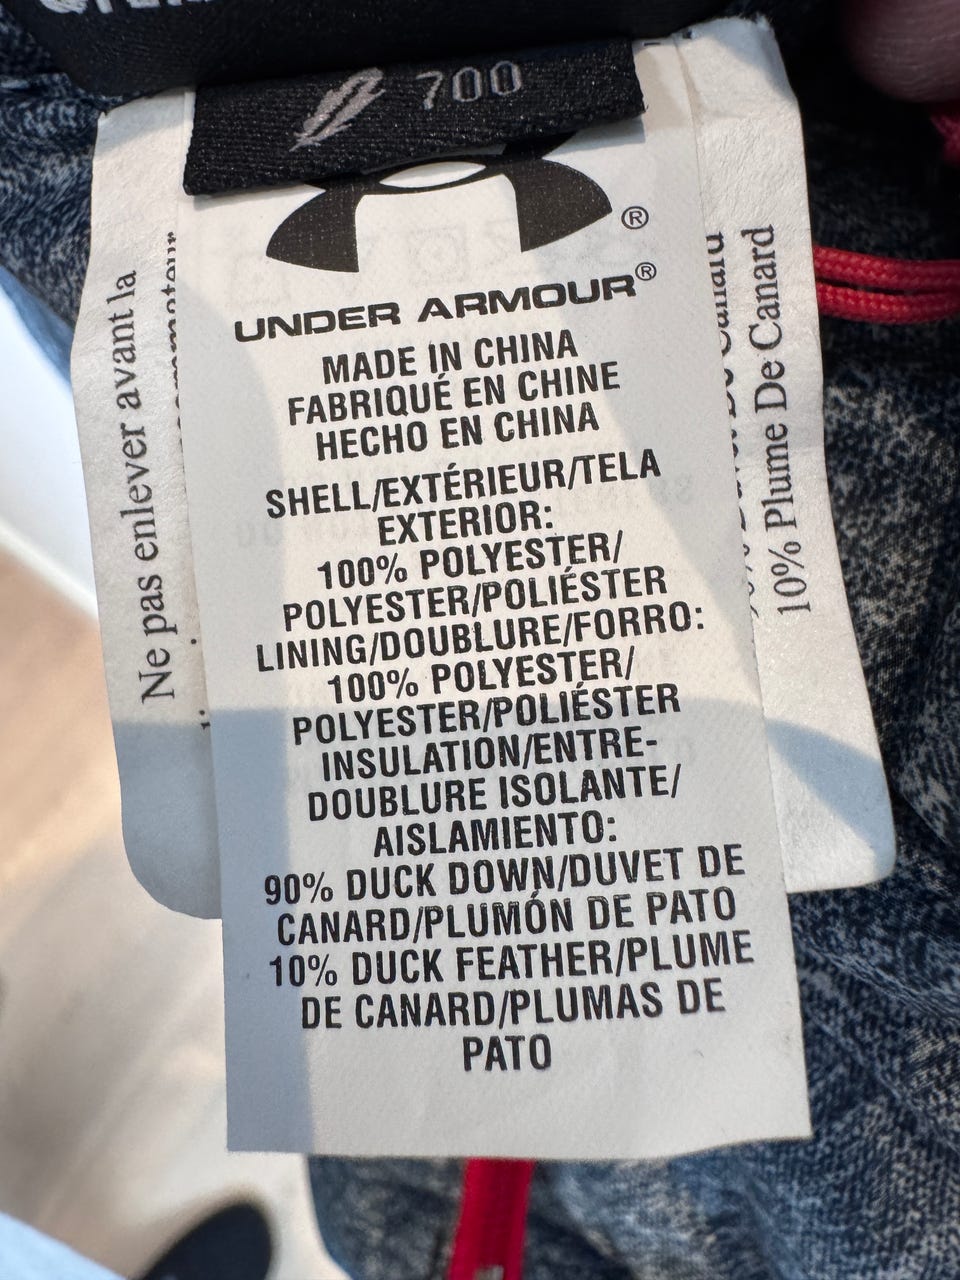 700
®
UNDER ARMOUR®
MADE IN CHINA
FABRIQUÉ EN CHINE
HECHO EN CHINA
SHELL/EXTÉRIEUR/TELA
EXTERIOR:
100% POLYESTER/
POLYESTER/POLIÉSTER
LINING/DOUBLURE/FORRO:
100% POLYESTER/
POLYESTER/POLIÉSTER
INSULATION/ENTRE-
DOUBLURE ISOLANTE/
AISLAMIENTO:
90% DUCK DOWN/DUVET DE
CANARD/PLUMÓN DE PATO
10% DUCK FEATHER/PLUME
DE CANARD/PLUMAS DE
PATO
Ne pas enlever avant la
10% Plume De Canard